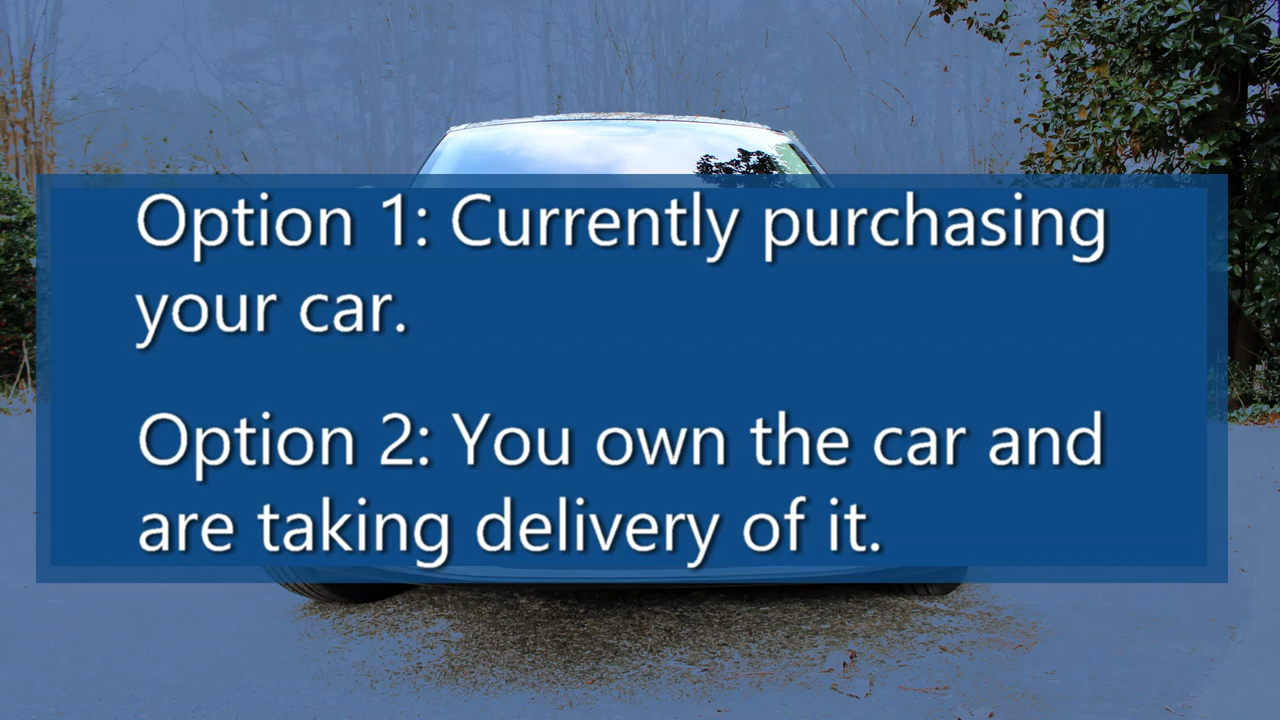 Option 1: Currently purchasing
your car.
Option 2: You own the car and
are taking delivery of it.